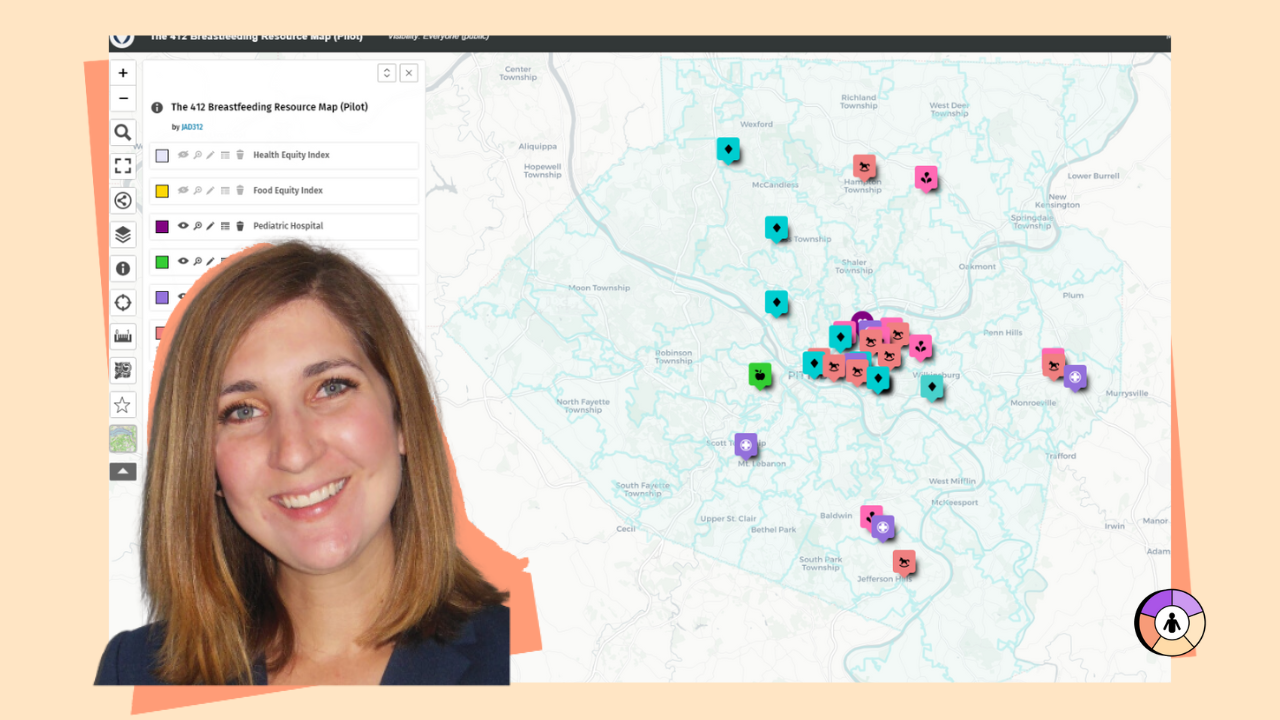 The 412 Breastfeeding Resource Map (Pilot) Visibility: Everyone (public)
+
−
The 412 Breastfeeding Resource Map (Pilot)
by JAD312
Health Equity Index
Food Equity Index
Pediatric Hospital
Center
Township
Richland
Township
West Deer
Township
Wexford
Aliquippa
Hopewell
Township
McCandless
Hampton
Township
Lower Burrell
New
Kensington
Springdale
Township
Township
Shaler
Township
Oakmont
Moon Township
Plum
Penn Hills
Robinson
Township
PIT
Wilkinsburg
North Fayette
Township
Monroeville
Murrysville
Scott
Mt. Lebanon
Trafford
South Fayette
Township
West Mifflin
McKeesport
Upper St. Clair
Baldwin
Cecil
Bethel Park
Irwin
Manor
Adam
South Park
Township
Jefferson Hills